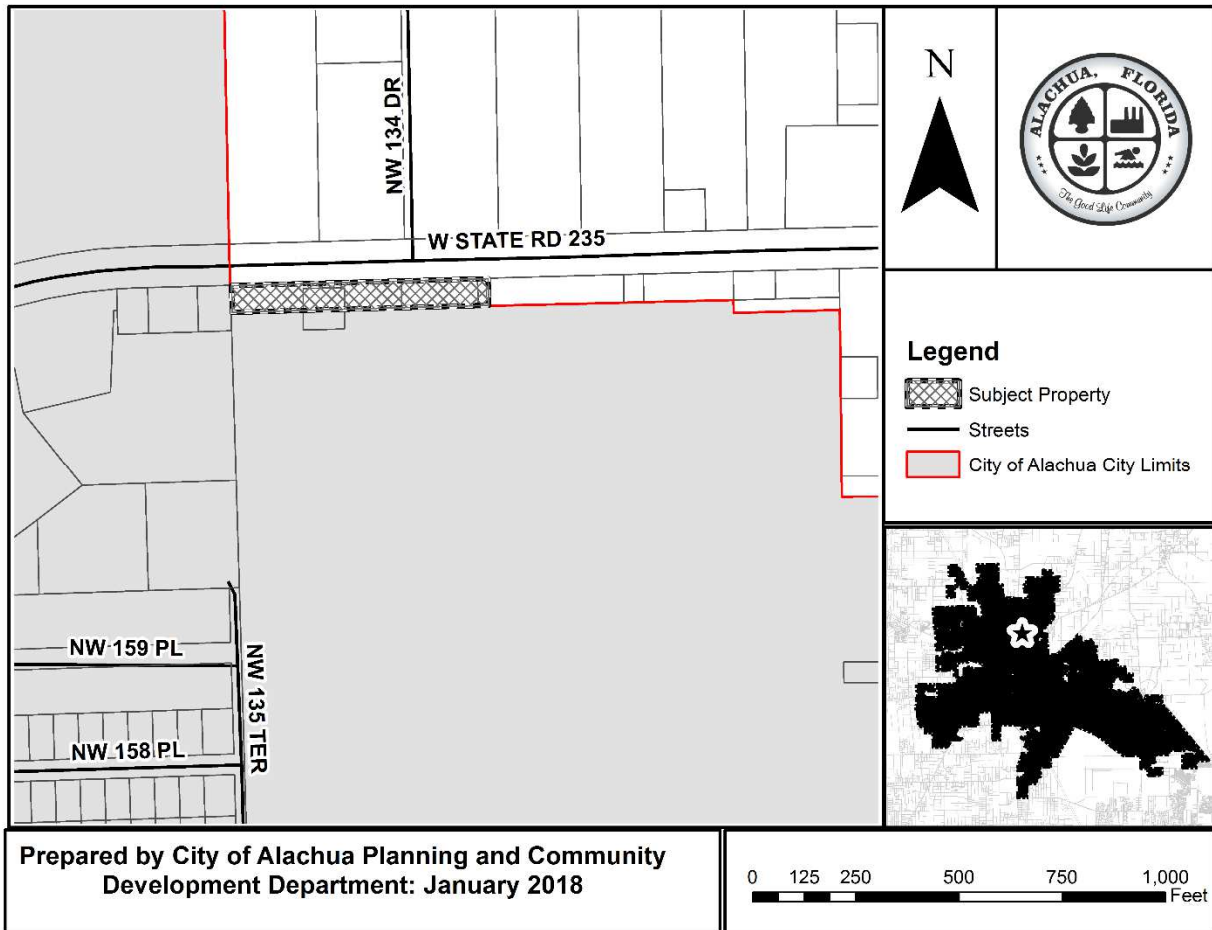 NW 134 DR
W STATE RD 235
NW 159 PL
NW 135 TER
NW 158 PL
N
ALACHUA, FLORIDA
The Good Life Community
Legend
Subject Property
Streets
City of Alachua City Limits
Prepared by City of Alachua Planning and Community
Development Department: January 2018
0 125 250 500 750 1,000
Feet